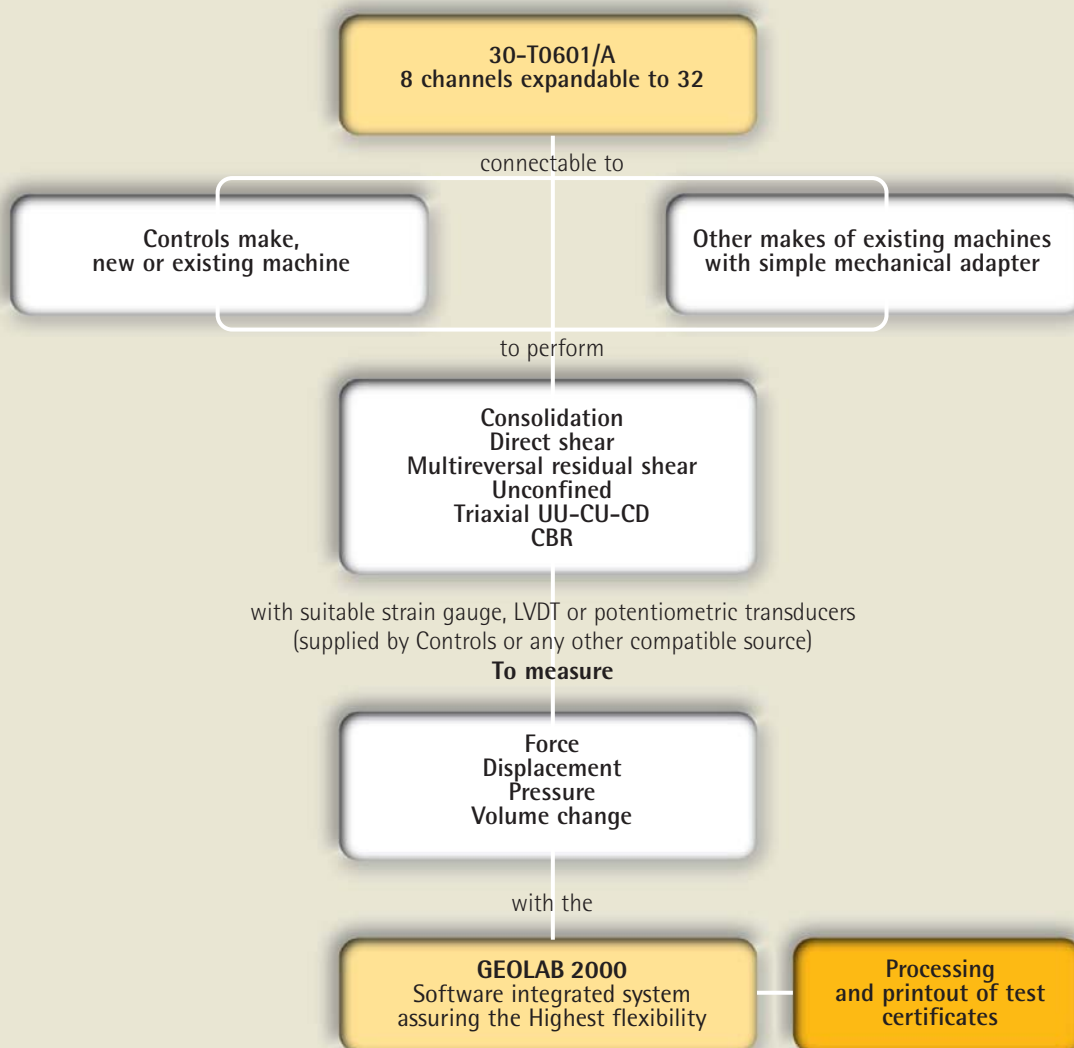 30-T0601/A
8 channels expandable to 32
connectable to
Controls make,
new or existing machine
Other makes of existing machines
with simple mechanical adapter
to perform
Consolidation
Direct shear
Multireversal residual shear
Unconfined
Triaxial UU-CU-CD
CBR
with suitable strain gauge, LVDT or potentiometric transducers
(supplied by Controls or any other compatible source)
To measure
Force
Displacement
Pressure
Volume change
with the
GEOLAB 2000
Software integrated system
assuring the Highest flexibility
Processing
and printout of test
certificates